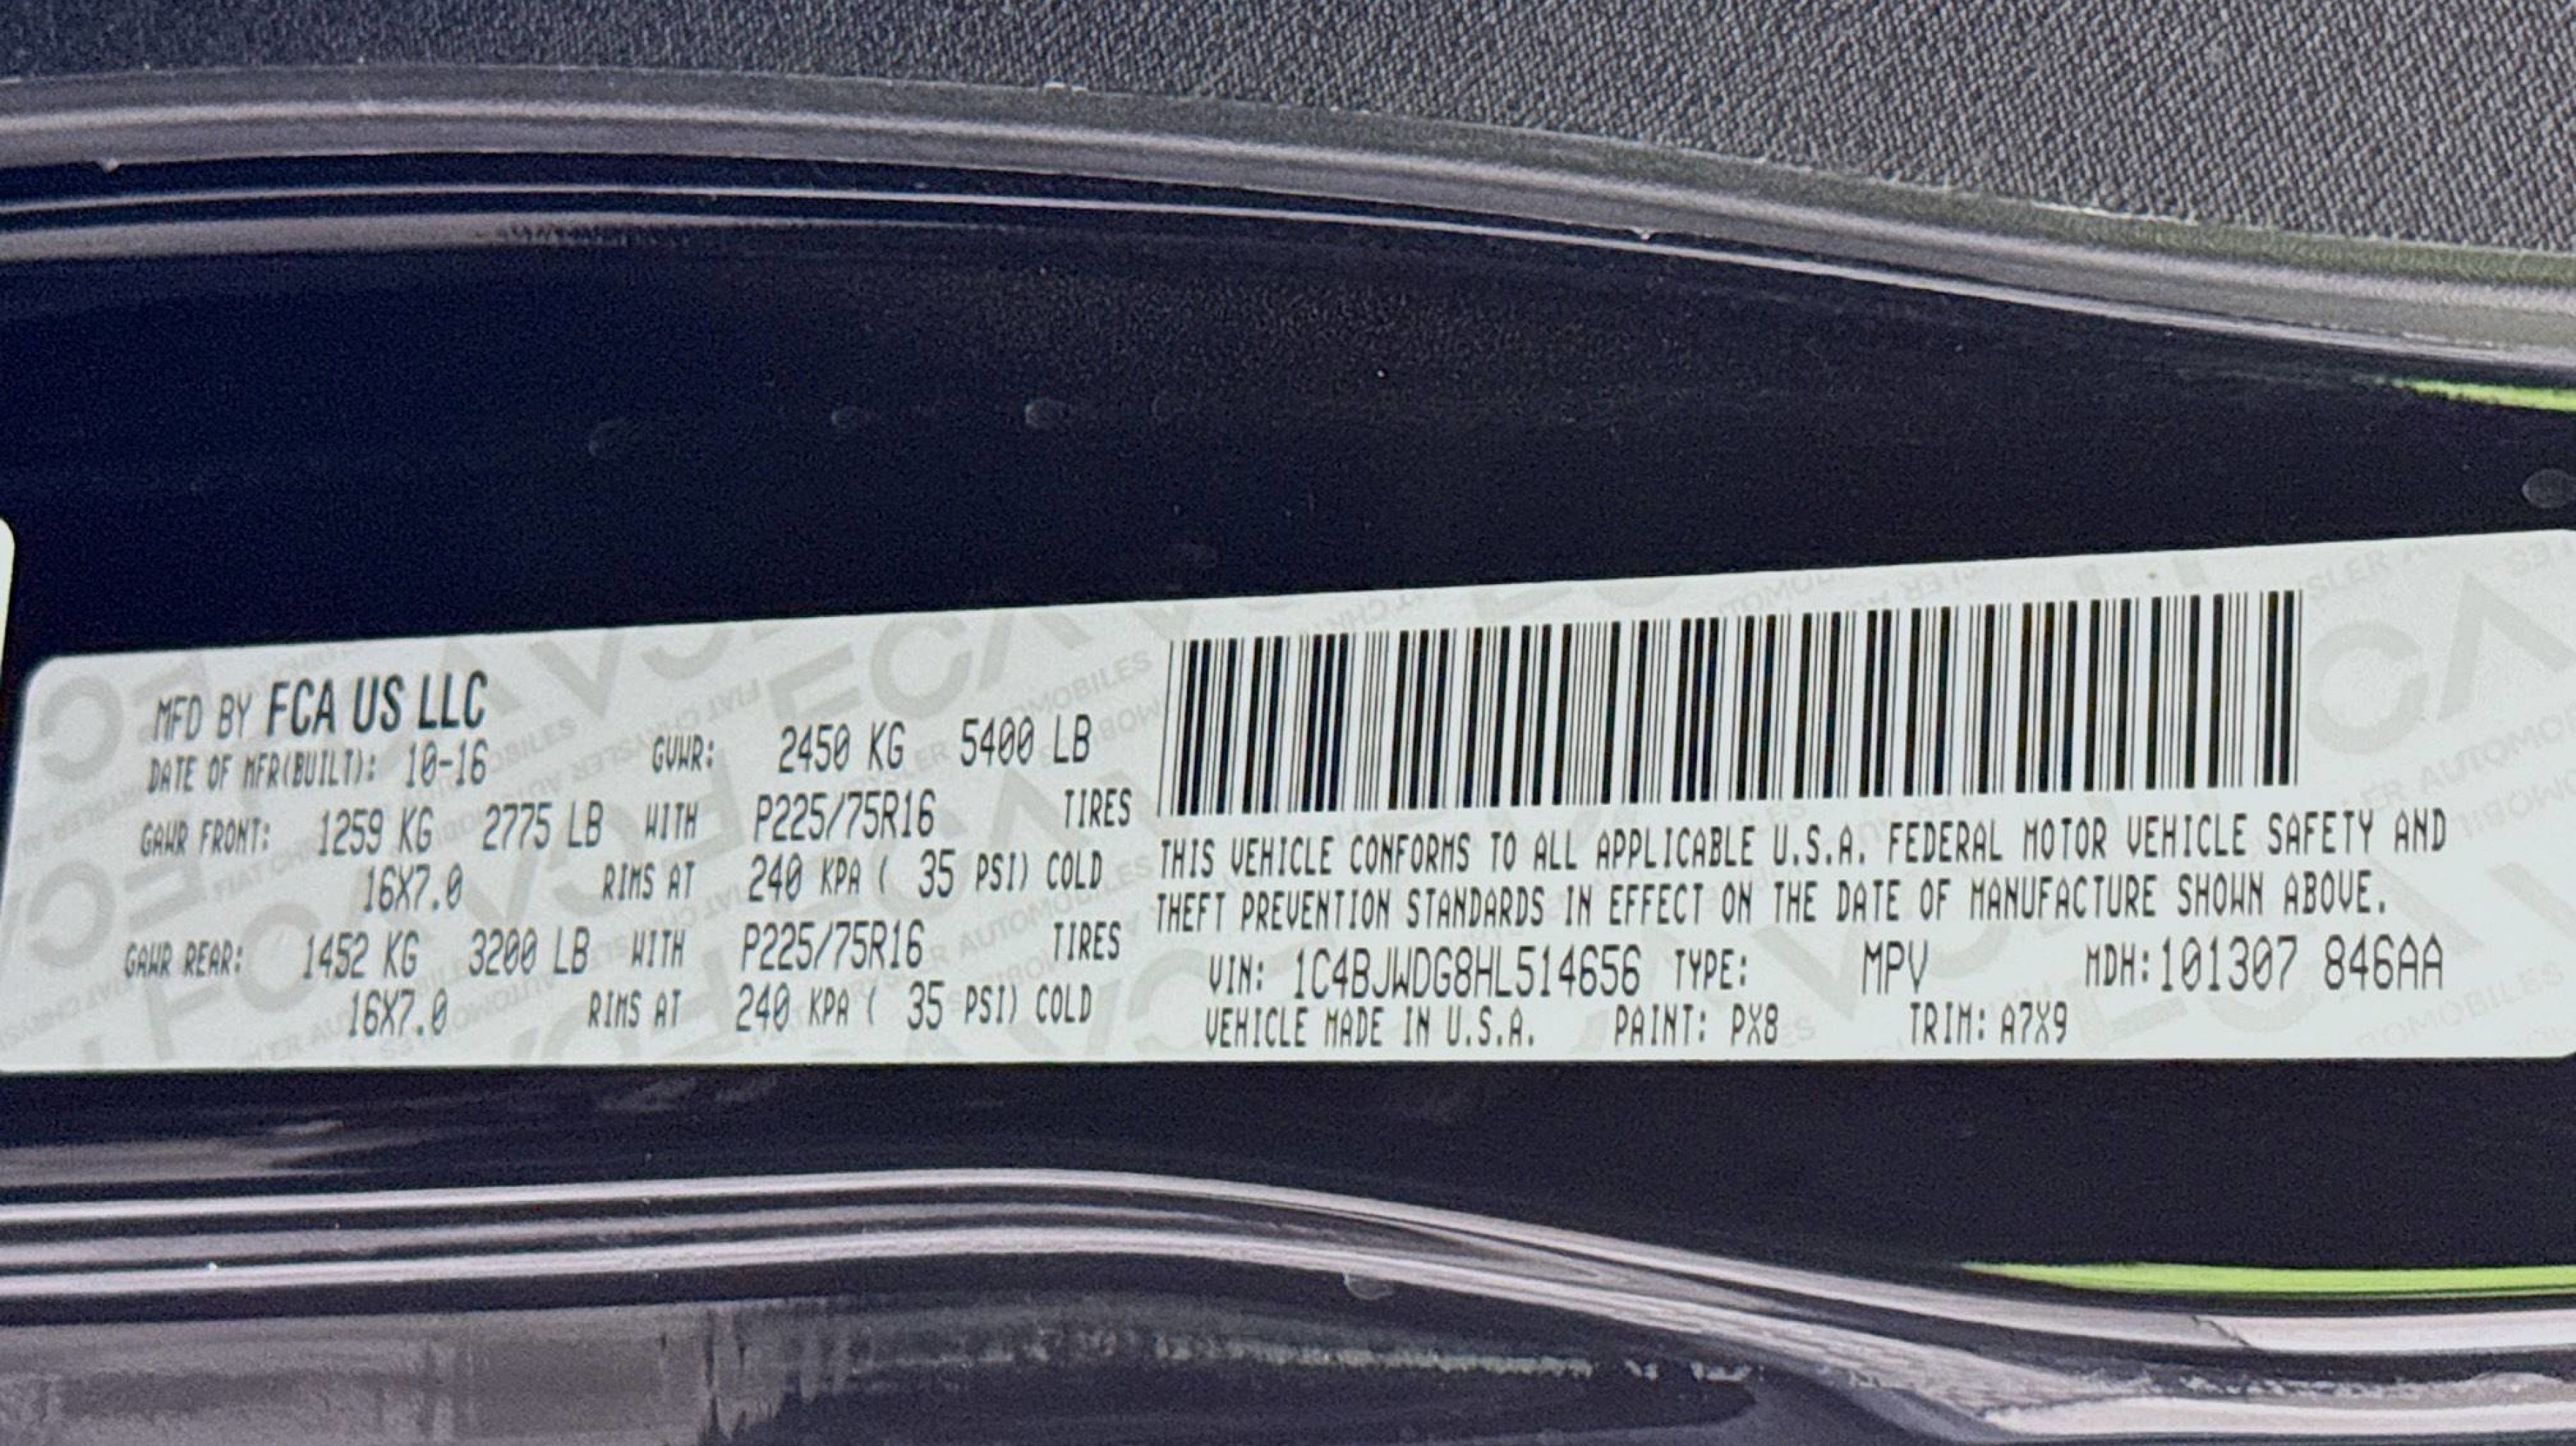 MFD BY FCA US LLC
DATE OF MFR(BUILT): 10-16 GVWR: 2450 KG 5400 LB
GAWR FRONT: 1259 KG 2775 LB WITH P225/75R16 TIRES
16X7.0 RIMS AT 240 KPA ( 35 PSI) COLD
GAWR REAR: 1452 KG 3200 LB WITH P225/75R16 TIRES
16X7.0 RIMS AT 240 KPA ( 35 PSI) COLD
THIS VEHICLE CONFORMS TO ALL APPLICABLE U.S.A. FEDERAL MOTOR VEHICLE SAFETY AND
THEFT PREVENTION STANDARDS IN EFFECT ON THE DATE OF MANUFACTURE SHOWN ABOVE.
VIN: 1C4BJWDG8HL514656 TYPE: MPV MDH:101307 846AA
VEHICLE MADE IN U.S.A. PAINT: PX8 TRIM: A7X9